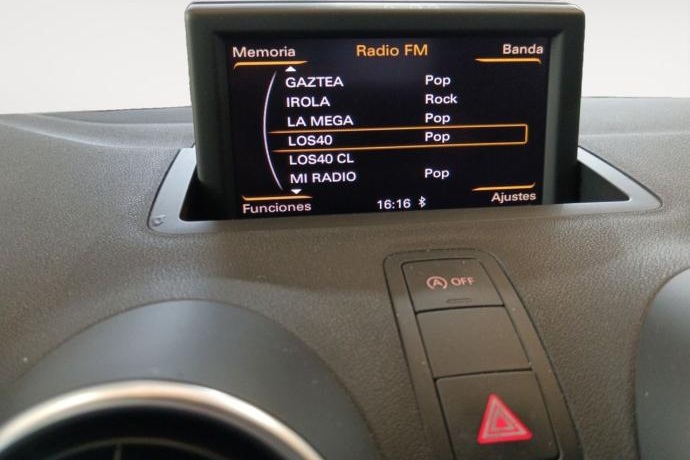 Memoria Radio FM Banda
GAZTEA Pop
IROLA Rock
LA MEGA Pop
LOS40 Pop
LOS40 CL
MI RADIO Pop
Funciones 16:16 Ajustes
A OFF